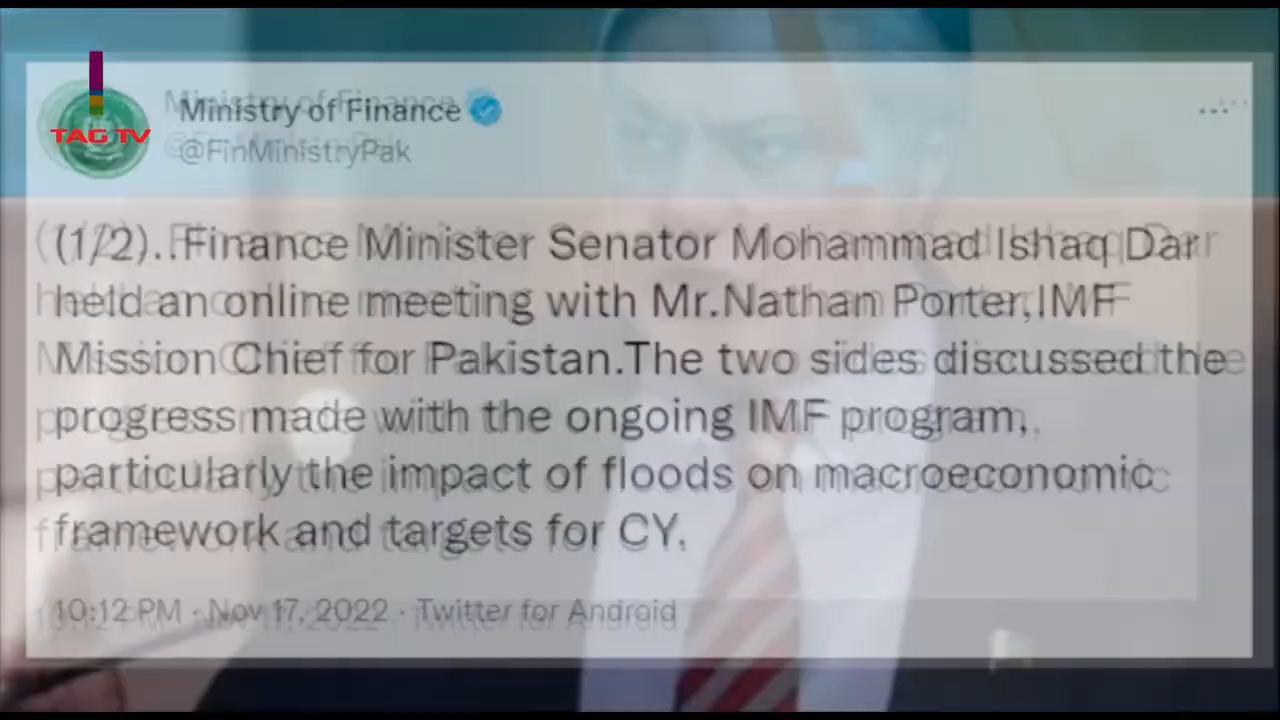 TAG TV
Ministry of Finance
@FinMinistryPak
(1/2)..Finance Minister Senator Mohammad Ishaq Dar
held an online meeting with Mr.Nathan Porter,IMF
Mission Chief for Pakistan.The two sides discussed the
progress made with the ongoing IMF program,
particularly the impact of floods on macroeconomic
framework and targets for CY.
10:12 PM · Nov 17, 2022 · Twitter for Android